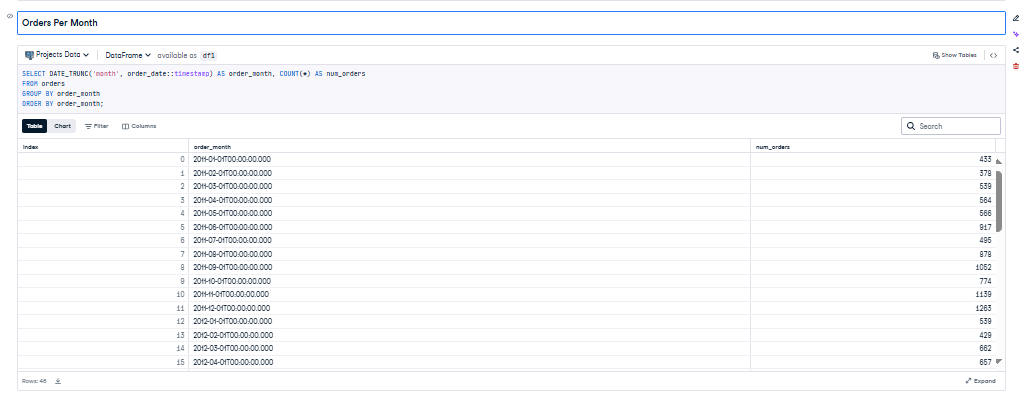 Orders Per Month
Projects Data DataFrame available as df1 Show Tables
SELECT DATE_TRUNC('month', order_date::timestamp) AS order_month, COUNT(*) AS num_orders
FROM orders
GROUP BY order_month
ORDER BY order_month;
Table Chart Filter Columns Search
index order_month num_orders
0 2011-01-01T00:00:00.000 433
1 2011-02-01T00:00:00.000 378
2 2011-03-01T00:00:00.000 539
3 2011-04-01T00:00:00.000 564
4 2011-05-01T00:00:00.000 566
5 2011-06-01T00:00:00.000 917
6 2011-07-01T00:00:00.000 495
7 2011-08-01T00:00:00.000 878
8 2011-09-01T00:00:00.000 1052
9 2011-10-01T00:00:00.000 774
10 2011-11-01T00:00:00.000 1139
11 2011-12-01T00:00:00.000 1263
12 2012-01-01T00:00:00.000 539
13 2012-02-01T00:00:00.000 429
14 2012-03-01T00:00:00.000 662
15 2012-04-01T00:00:00.000 657
Rows: 48 Expand